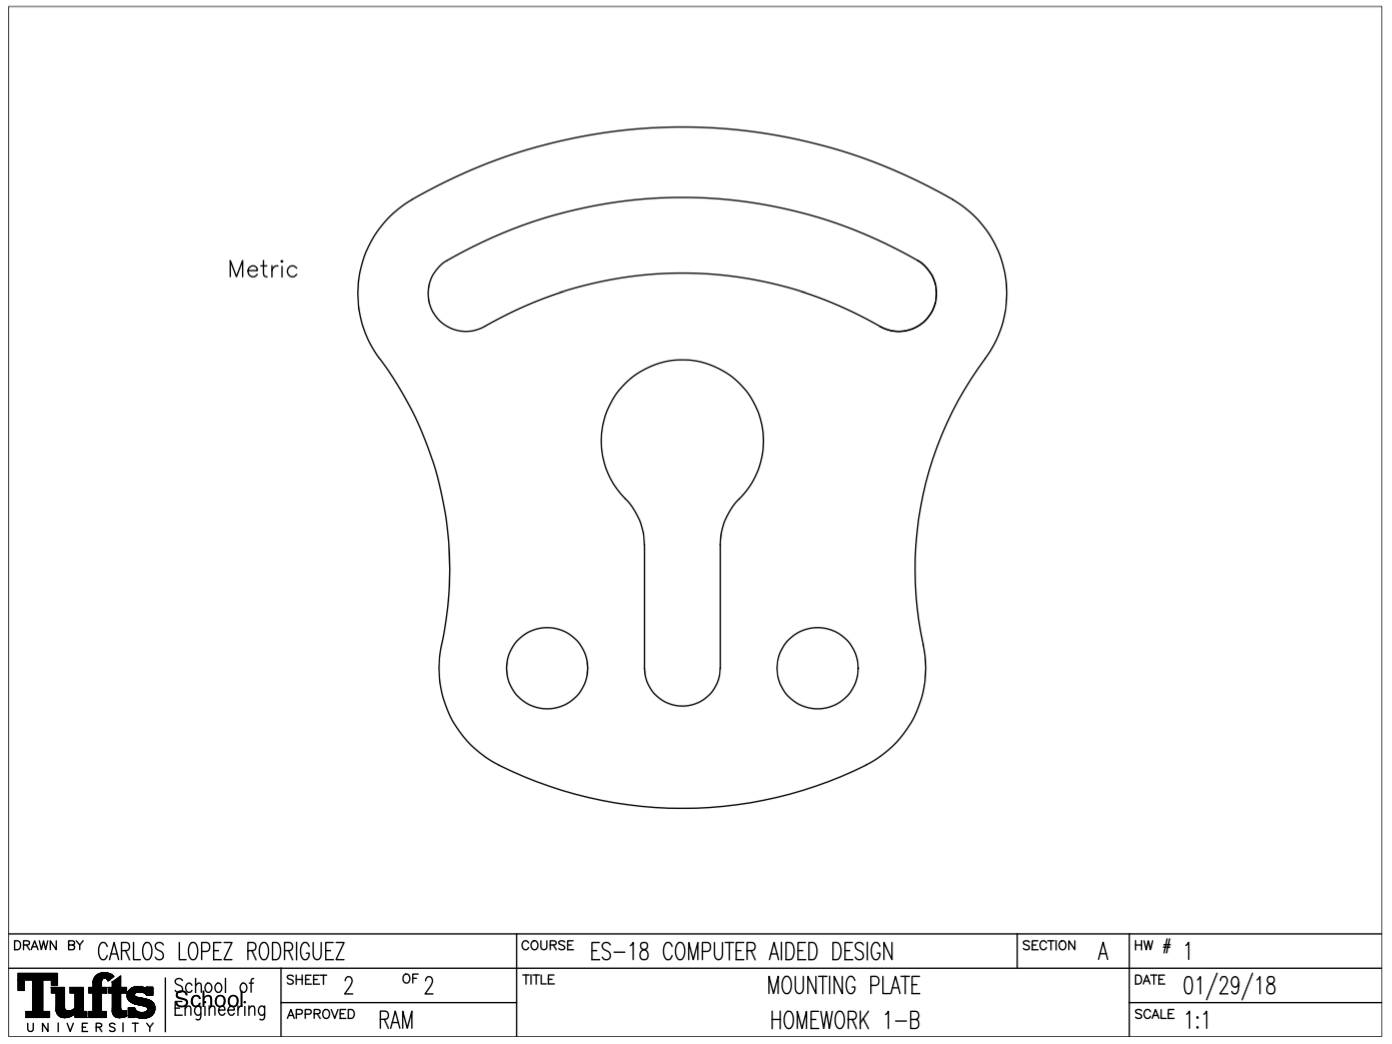 Metric
DRAWN BY CARLOS LOPEZ RODRIGUEZ
COURSE ES-18 COMPUTER AIDED DESIGN
SECTION A
HW # 1
Tufts
UNIVERSITY
School of
School
Engineering
SHEET 2 OF 2
APPROVED RAM
TITLE MOUNTING PLATE
HOMEWORK 1-B
DATE 01/29/18
SCALE 1:1